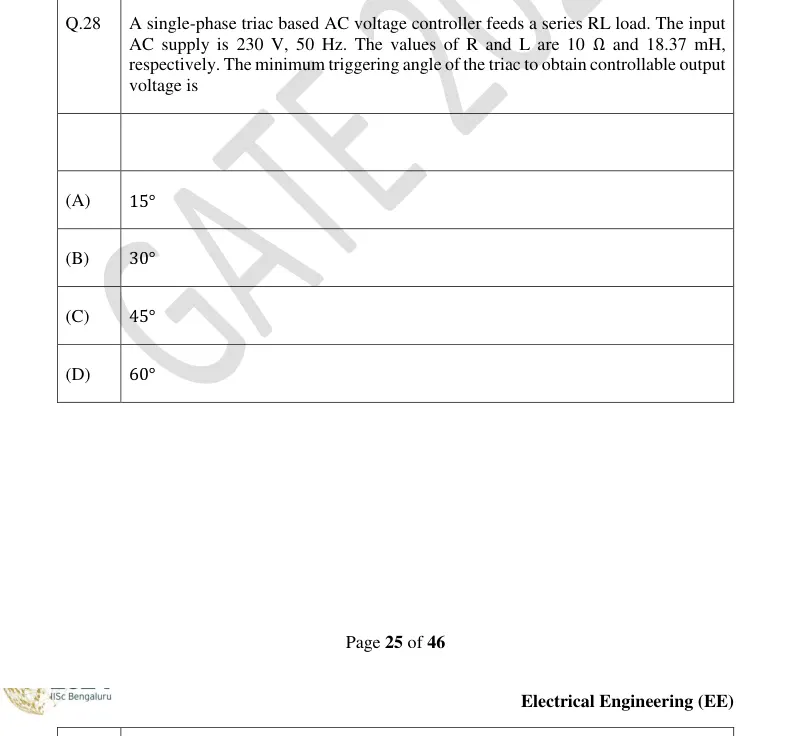 Q.28 A single-phase triac based AC voltage controller feeds a series RL load. The input
AC supply is 230 V, 50 Hz. The values of R and L are 10 Ω and 18.37 mH,
respectively. The minimum triggering angle of the triac to obtain controllable output
voltage is
(A) 15°
(B) 30°
(C) 45°
(D) 60°
Page 25 of 46
IISc Bengaluru
Electrical Engineering (EE)